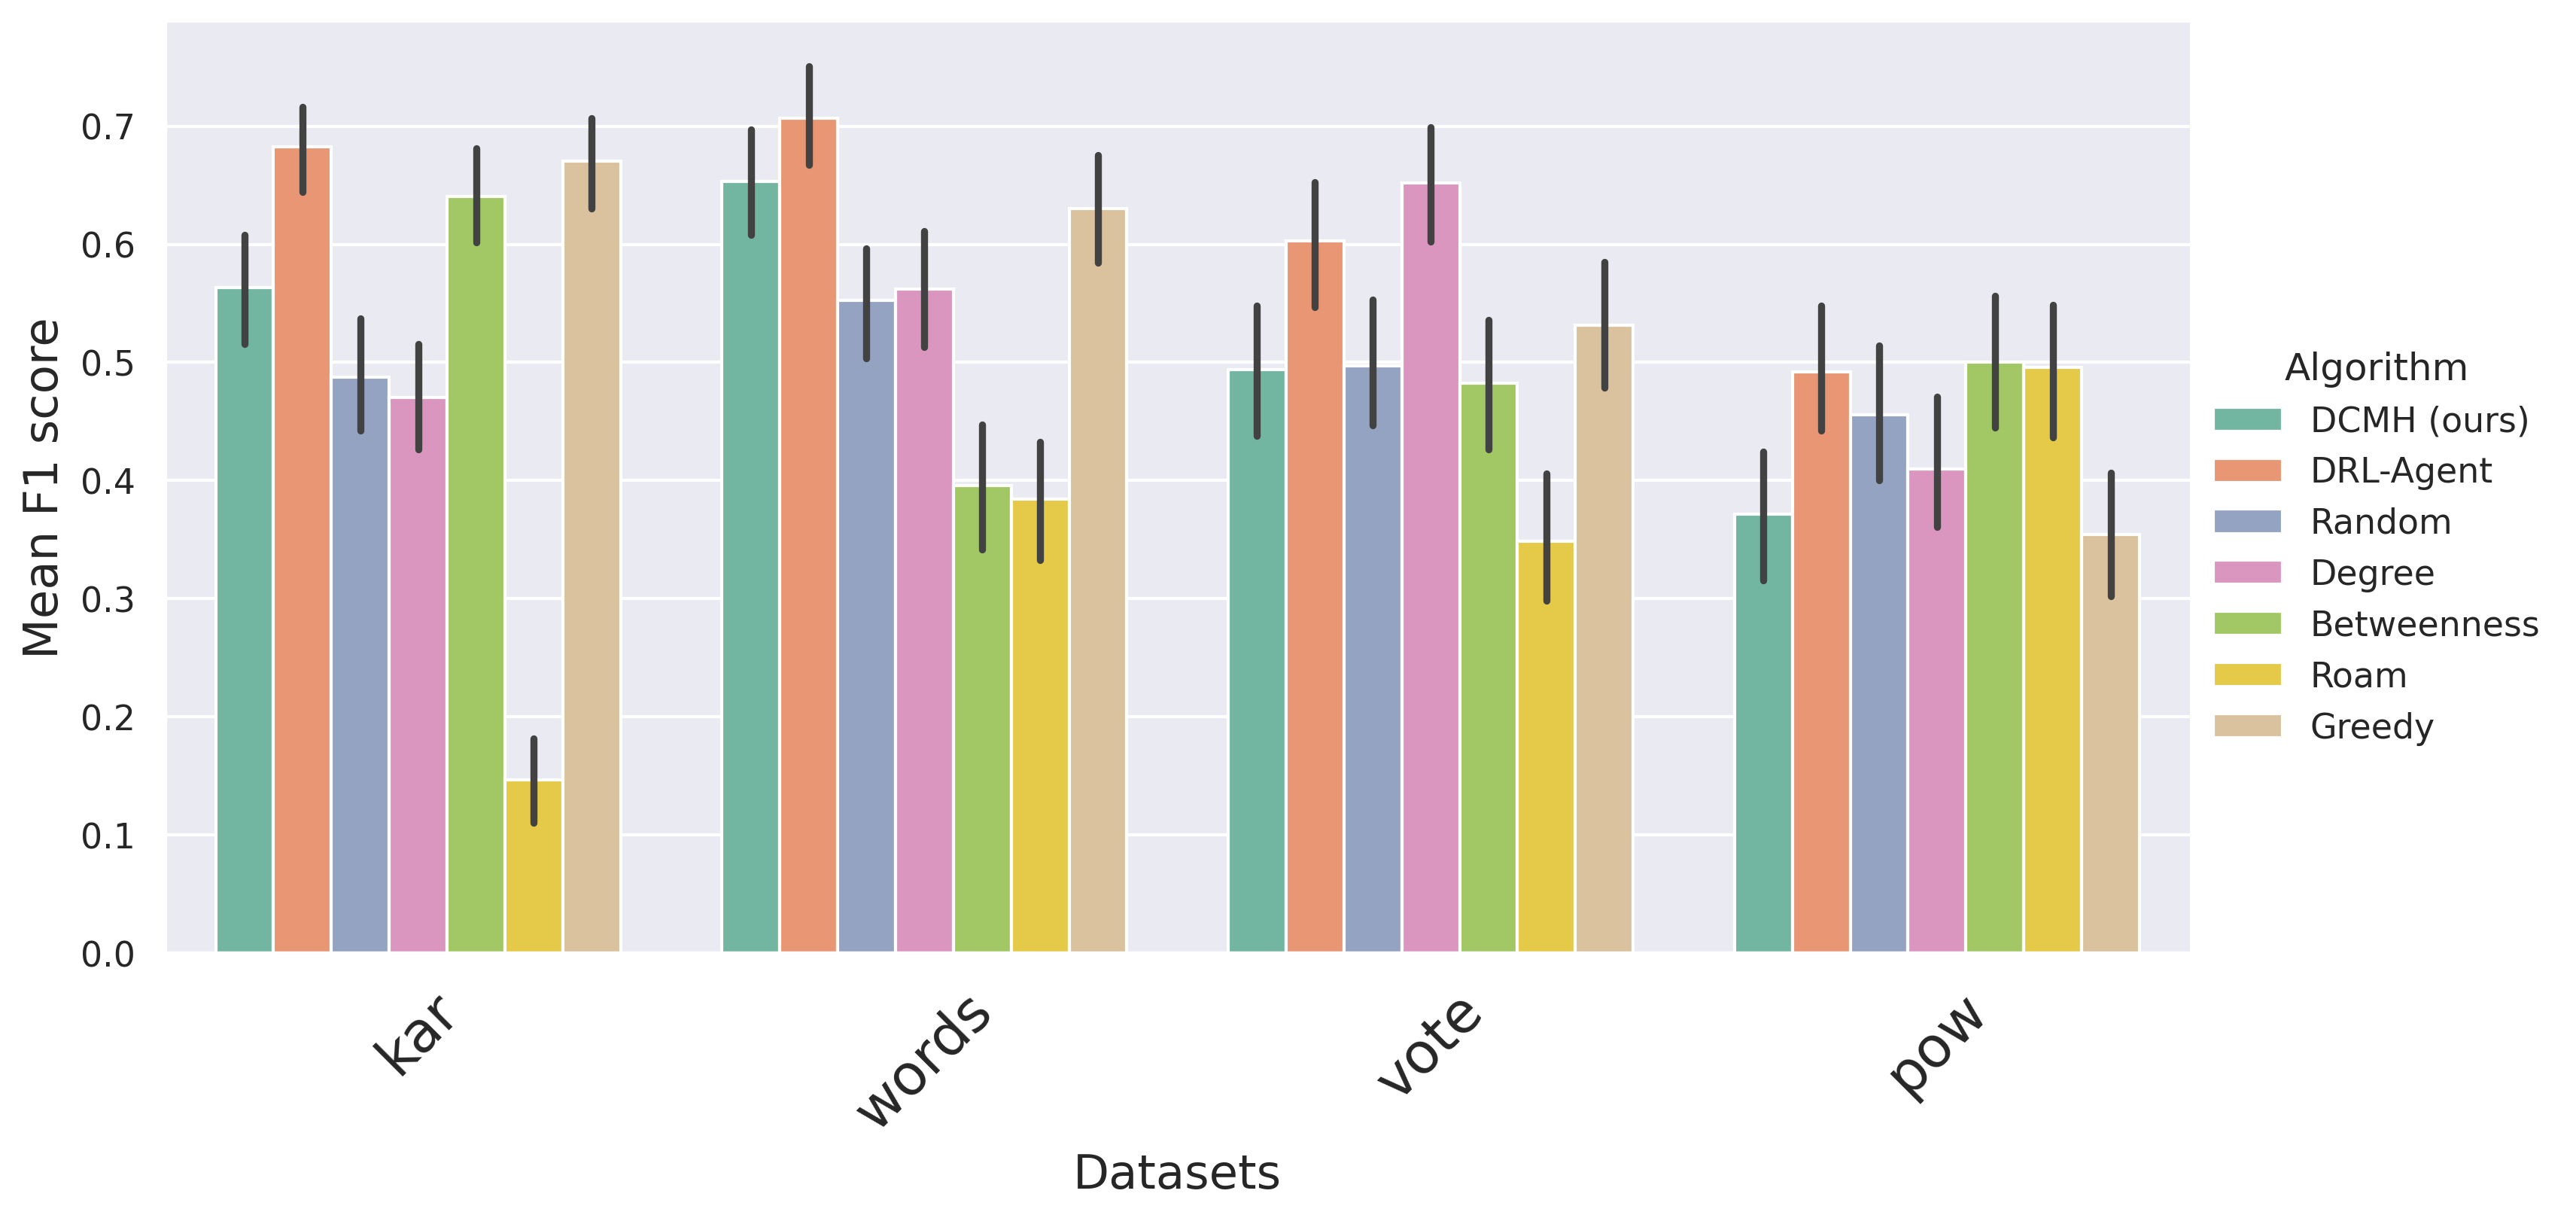 Mean F1 score
0.7
0.6
0.5
0.4
0.3
0.2
0.1
0.0
kar
words
vote
pow
Datasets
Algorithm
DCMH (ours)
DRL-Agent
Random
Degree
Betweenness
Roam
Greedy